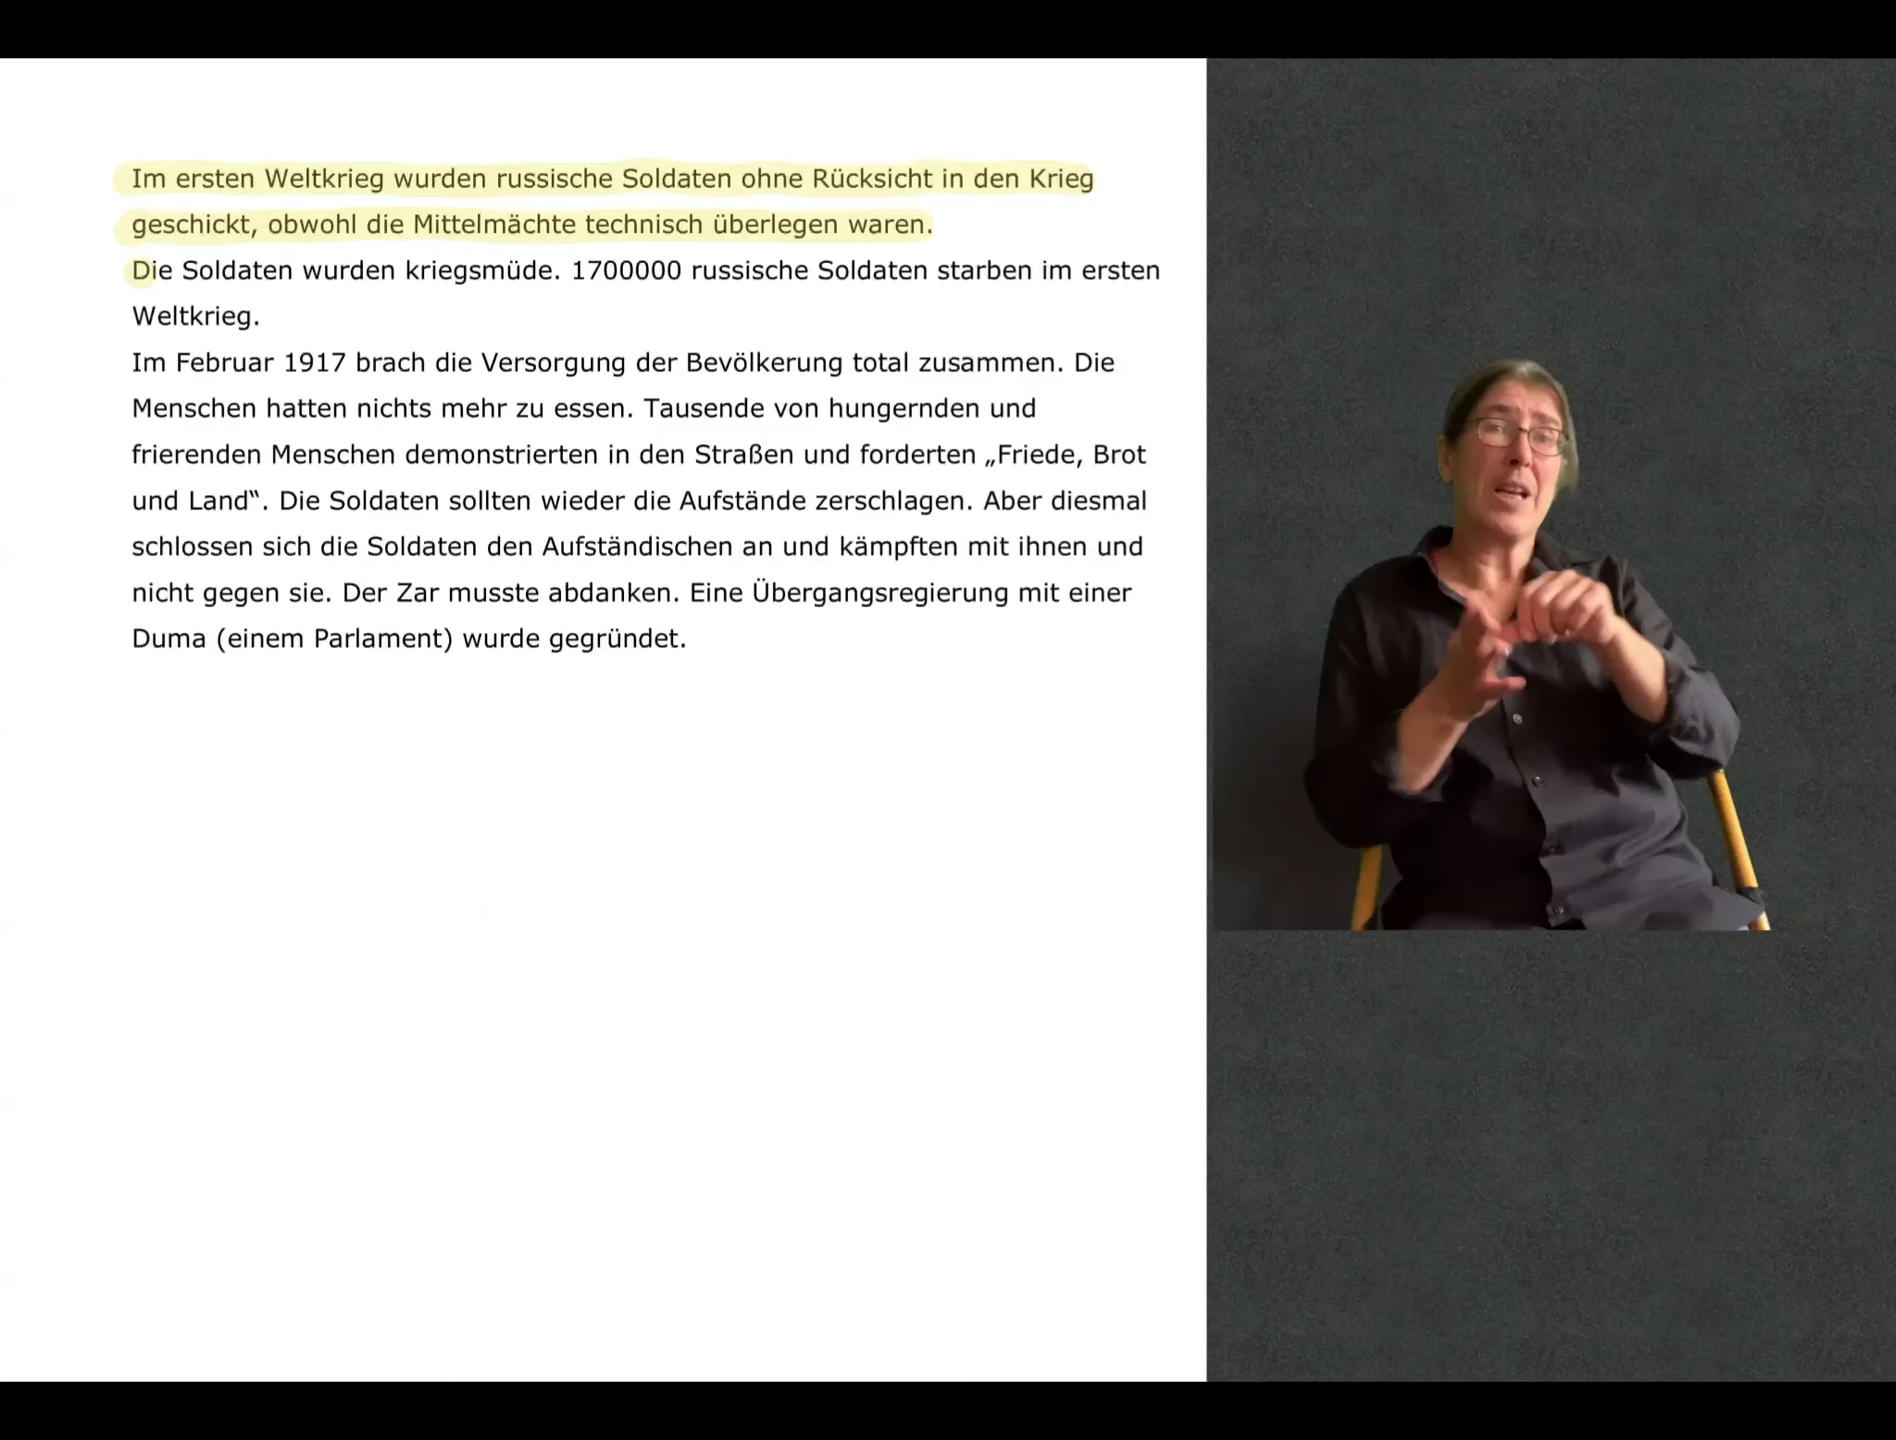 Im ersten Weltkrieg wurden russische Soldaten ohne Rücksicht in den Krieg
geschickt, obwohl die Mittelmächte technisch überlegen waren.
Die Soldaten wurden kriegsmüde. 1700000 russische Soldaten starben im ersten
Weltkrieg.
Im Februar 1917 brach die Versorgung der Bevölkerung total zusammen. Die
Menschen hatten nichts mehr zu essen. Tausende von hungernden und
frierenden Menschen demonstrierten in den Straßen und forderten „Friede, Brot
und Land“. Die Soldaten sollten wieder die Aufstände zerschlagen. Aber diesmal
schlossen sich die Soldaten den Aufständischen an und kämpften mit ihnen und
nicht gegen sie. Der Zar musste abdanken. Eine Übergangsregierung mit einer
Duma (einem Parlament) wurde gegründet.